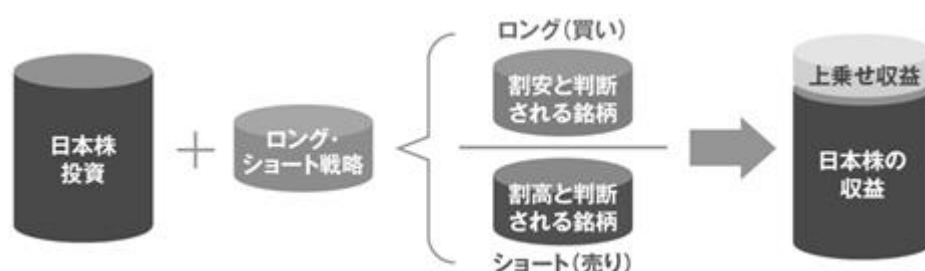 日本株
投資
ロング・
ショート戦略
ロング(買い)
割安と判断
される銘柄
割高と判断
される銘柄
ショート(売り)
上乗せ収益
日本株の
収益